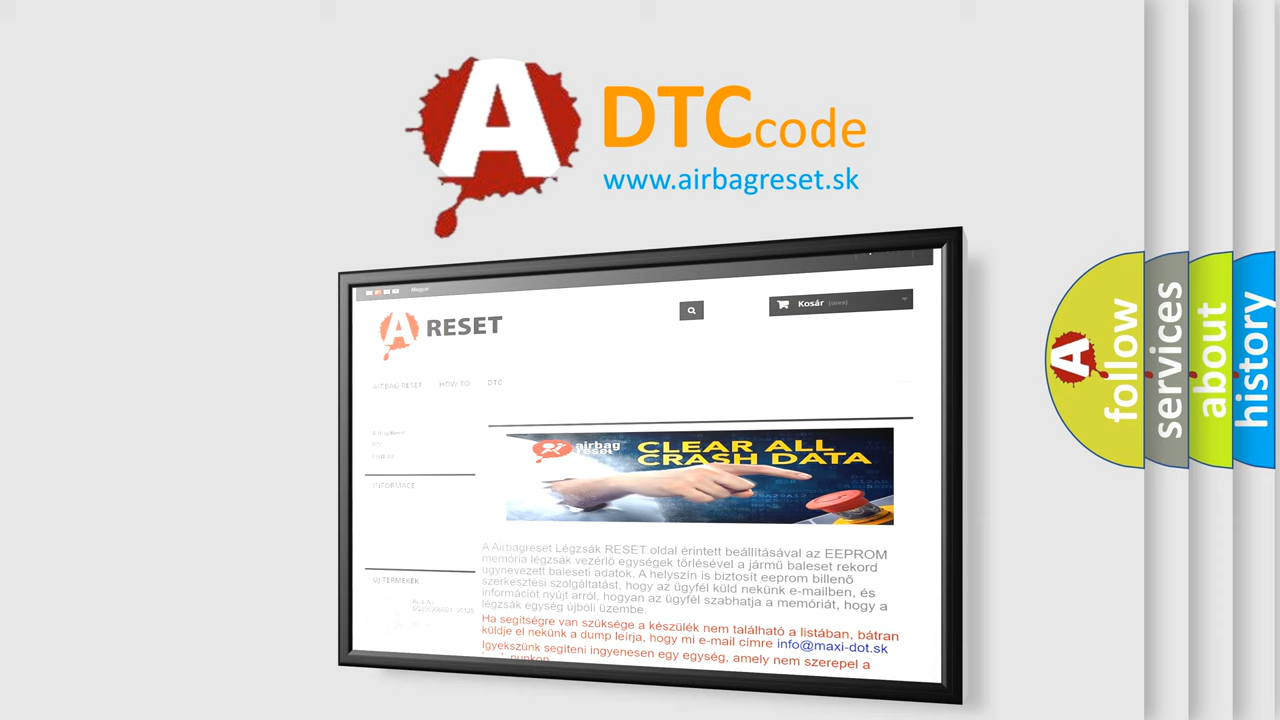 A DTCcode
www.airbagreset.sk
Magyar
Kosár (üres)
A RESET
AIRBAG RESET HOW TO DTC
INFORMACE
ÚJ TERMÉKEK
airbag
reset
CLEAR ALL
CRASH DATA
A Airbagreset Légzsák RESET oldal érintett beállításával az EEPROM
memória légzsák vezérlő egységek törlésével a jármű baleset rekord
úgynevezett baleseti adatok. A helyszín is biztosít eeprom billenő
szerkesztési szolgáltatást, hogy az ügyfél küld nekünk e-mailben, és
információt nyújt arról, hogyan az ügyfél szabhatja a memóriát, hogy a
légzsák egység újbóli üzembe.
Ha segítségre van szüksége a készülék nem található a listában, bátran
küldje el nekünk a dump leírja, hogy mi e-mail címre info@maxi-dot.sk
Igyekszünk segíteni ingyenesen egy egység, amely nem szerepel a
A follow
services
about
history